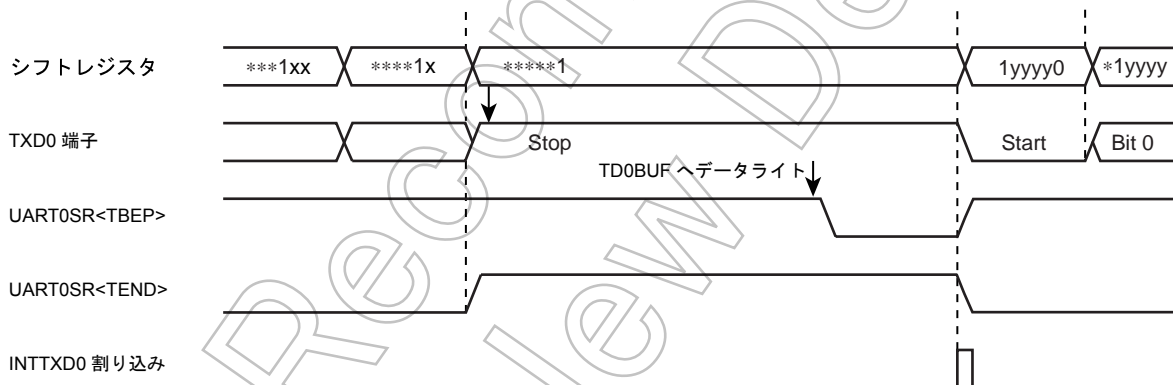 シフトレジスタ ***1xx ****1x *****1 1yyyy0 *1yyyy
TXD0 端子 Stop Start Bit 0
TD0BUF へデータライト
UART0SR<TBEP>
UART0SR<TEND>
INTTXD0 割り込み